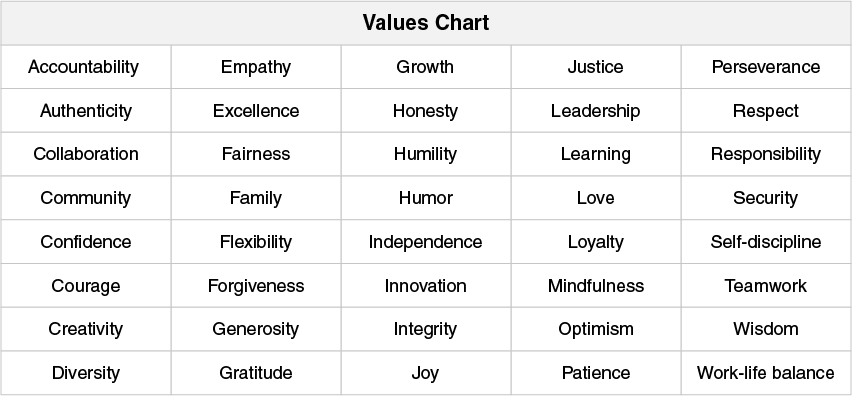 Values Chart
Accountability Empathy Growth Justice Perseverance
Authenticity Excellence Honesty Leadership Respect
Collaboration Fairness Humility Learning Responsibility
Community Family Humor Love Security
Confidence Flexibility Independence Loyalty Self-discipline
Courage Forgiveness Innovation Mindfulness Teamwork
Creativity Generosity Integrity Optimism Wisdom
Diversity Gratitude Joy Patience Work-life balance